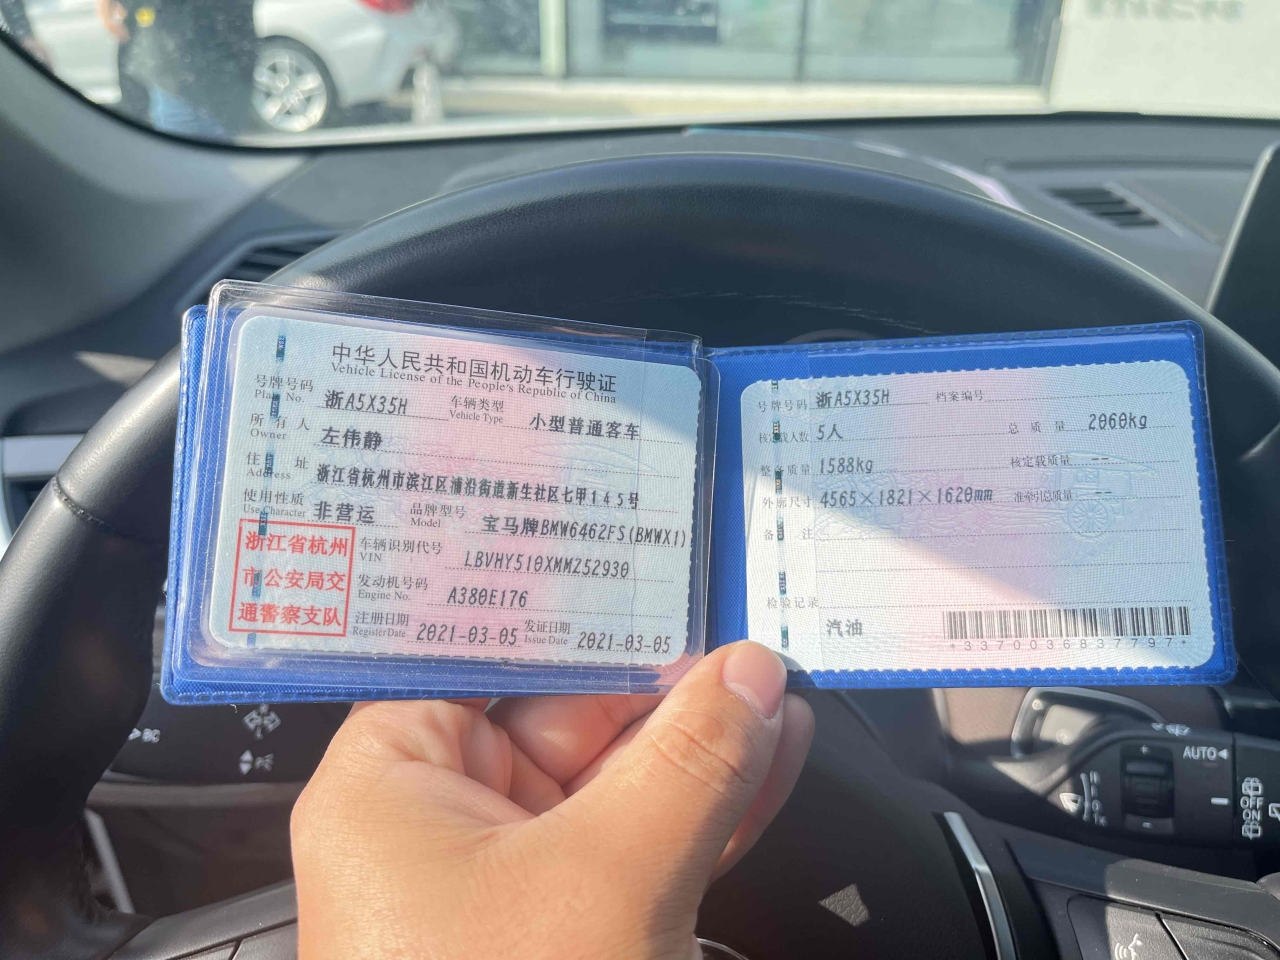 中华人民共和国机动车行驶证
Vehicle License of the People's Republic of China
号牌号码 浙A5X35H 车辆类型 小型普通客车
Plate No. Vehicle Type
所有人 左伟静
Owner
住址 浙江省杭州市滨江区浦沿街道新生社区七甲145号
Address
使用性质 非营运 品牌型号 宝马牌BMW6462FS(BMWX1)
Use Character Model
浙江省杭州
市公安局交
通警察支队
车辆识别代号 LBVHY510XMMZ52930
VIN
发动机号码 A380E176
Engine No.
注册日期 2021-03-05 发证日期 2021-03-05
Register Date Issue Date
号牌号码 浙A5X35H 档案编号
核定载人数 5人 总质量 2060kg
整备质量 1588kg 核定载质量 --
外廓尺寸 4565×1821×1620mm 准牵引总质量 --
备注
检验记录
汽油
*3370036837797*
BC
AUTO
OFF
ON